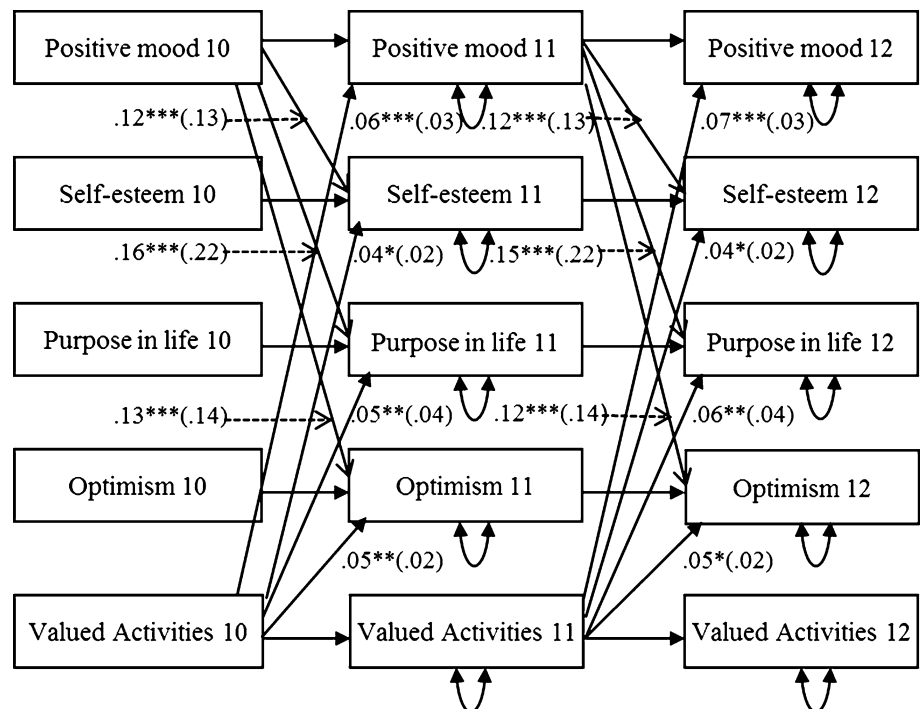 Positive mood 10 Positive mood 11 Positive mood 12
.12***(.13) .06***(.03) .12***(.13) .07***(.03)
Self-esteem 10 Self-esteem 11 Self-esteem 12
.16***(.22) .04*(.02) .15***(.22) .04*(.02)
Purpose in life 10 Purpose in life 11 Purpose in life 12
.13***(.14) .05**(.04) .12***(.14) .06**(.04)
Optimism 10 Optimism 11 Optimism 12
.05**(.02) .05*(.02)
Valued Activities 10 Valued Activities 11 Valued Activities 12